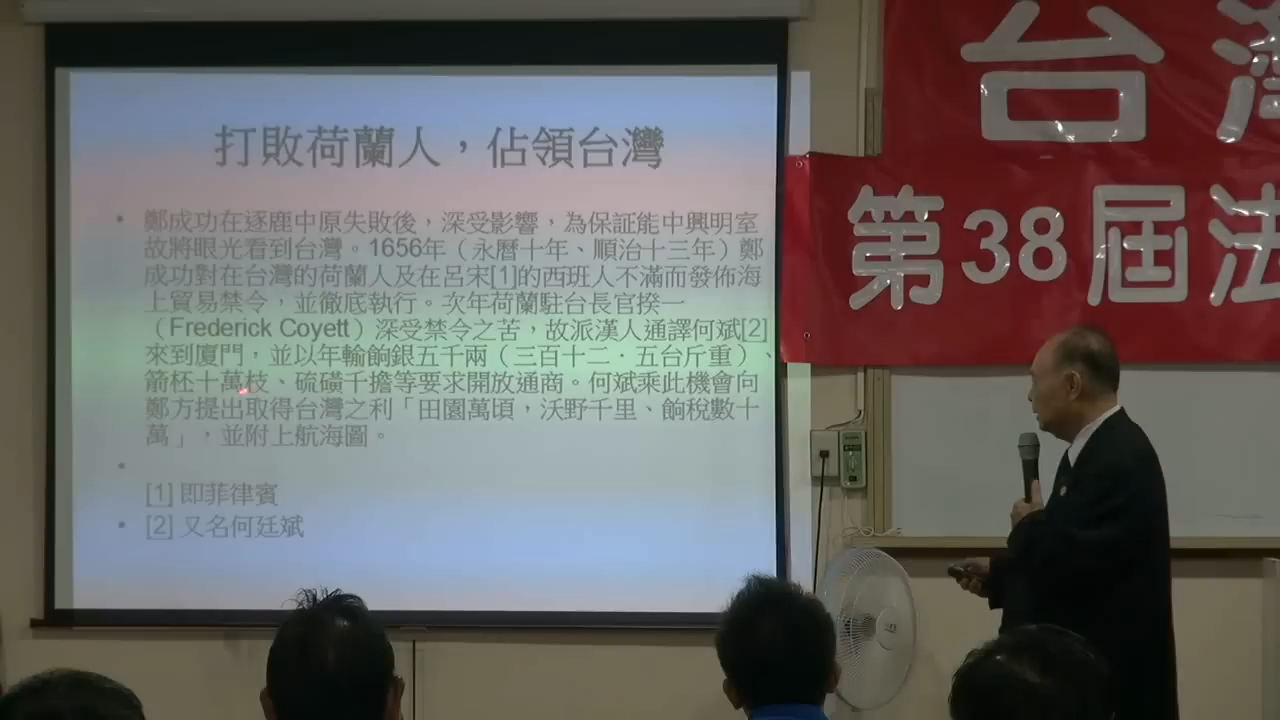 打敗荷蘭人，佔領台灣
• 鄭成功在逐鹿中原失敗後，深受影響，為保証能中興明室
故將眼光看到台灣。1656年（永曆十年、順治十三年）鄭
成功對在台灣的荷蘭人及在呂宋[1]的西班人不滿而發佈海
上貿易禁令，並徹底執行。次年荷蘭駐台長官揆一
（Frederick Coyett）深受禁令之苦，故派漢人通譯何斌[2]
來到廈門，並以年輸餉銀五千兩（三百十二．五台斤重）、
箭柸十萬枝、硫磺千擔等要求開放通商。何斌乘此機會向
鄭方提出取得台灣之利「田園萬頃，沃野千里、餉稅數十
萬」，並附上航海圖。
•
[1] 即菲律賓
• [2] 又名何廷斌
台灣
第38屆法